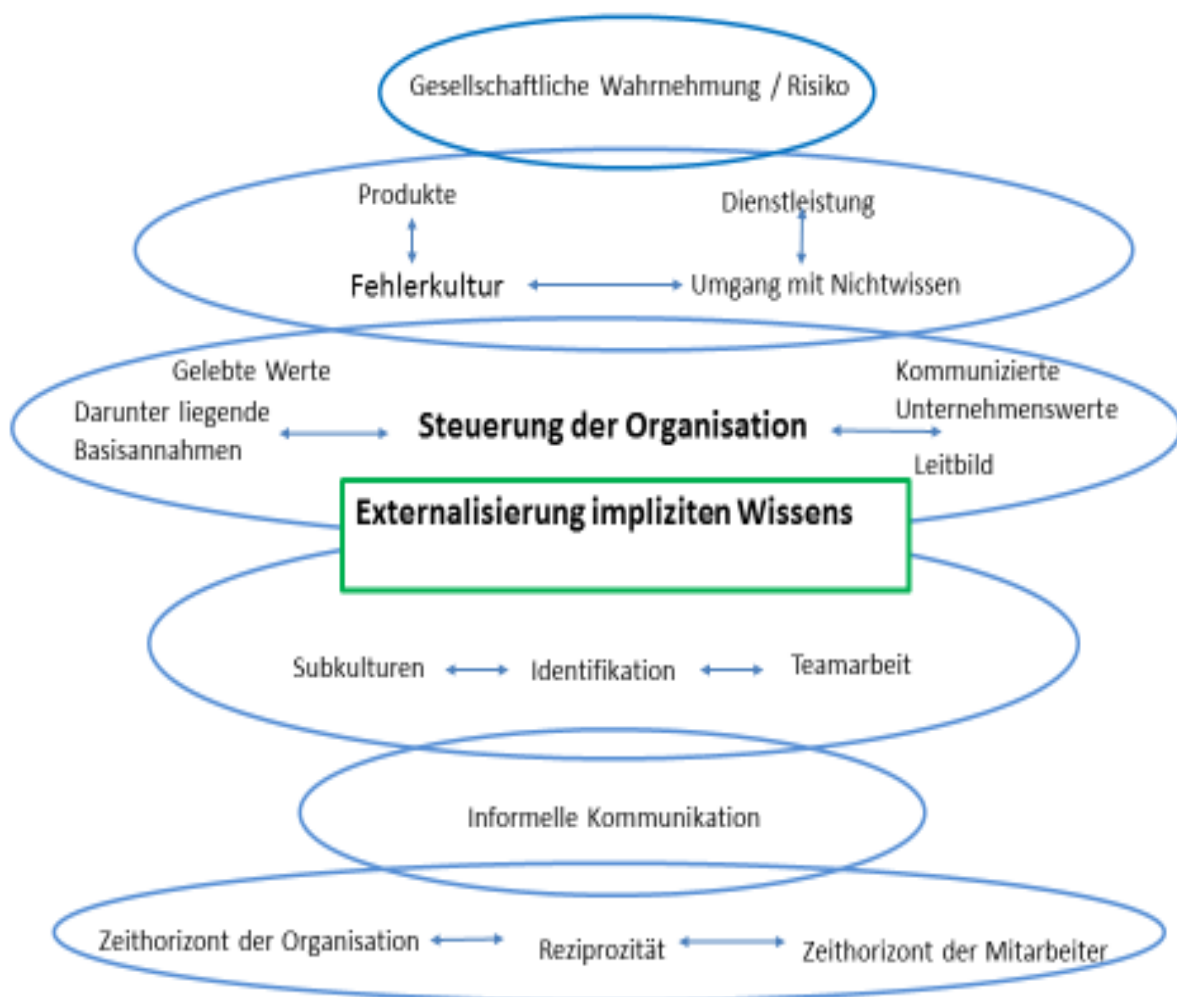 Gesellschaftliche Wahrnehmung / Risiko
Produkte
Dienstleistung
Fehlerkultur
Umgang mit Nichtwissen
Gelebte Werte
Darunter liegende
Basisannahmen
Steuerung der Organisation
Kommunizierte
Unternehmenswerte
Leitbild
Externalisierung impliziten Wissens
Subkulturen
Identifikation
Teamarbeit
Informelle Kommunikation
Zeithorizont der Organisation
Reziprozität
Zeithorizont der Mitarbeiter